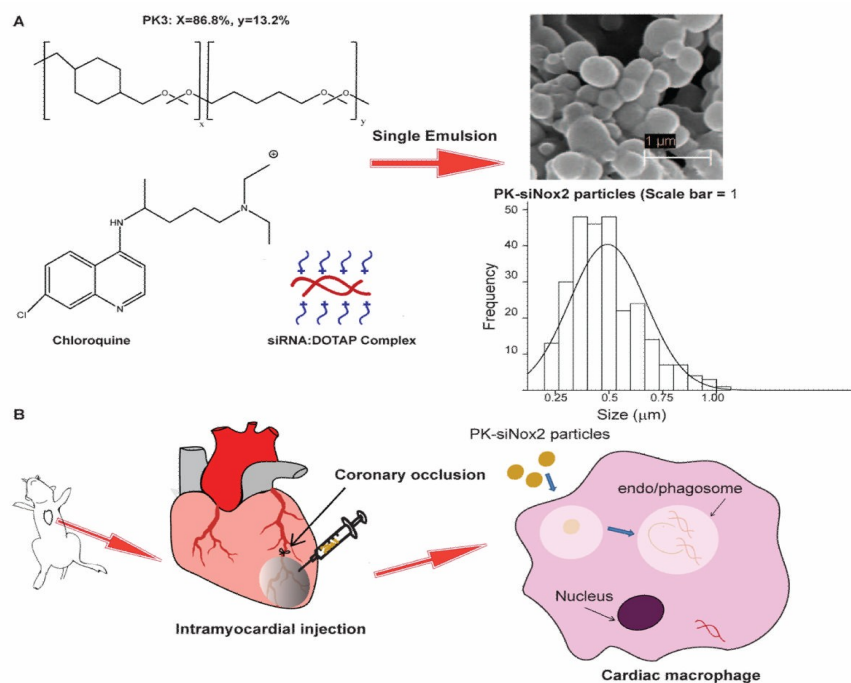 A
PK3: X=86.8%, y=13.2%
O
O
O
O
x
y
Single Emulsion
1 μm
PK-siNox2 particles (Scale bar = 1
HN
N
Cl
N
Chloroquine
siRNA:DOTAP Complex
50
40
30
20
10
Frequency
0.25
0.5
0.75
1.00
Size (μm)
B
Coronary occlusion
Intramyocardial injection
PK-siNox2 particles
endo/phagosome
Nucleus
Cardiac macrophage